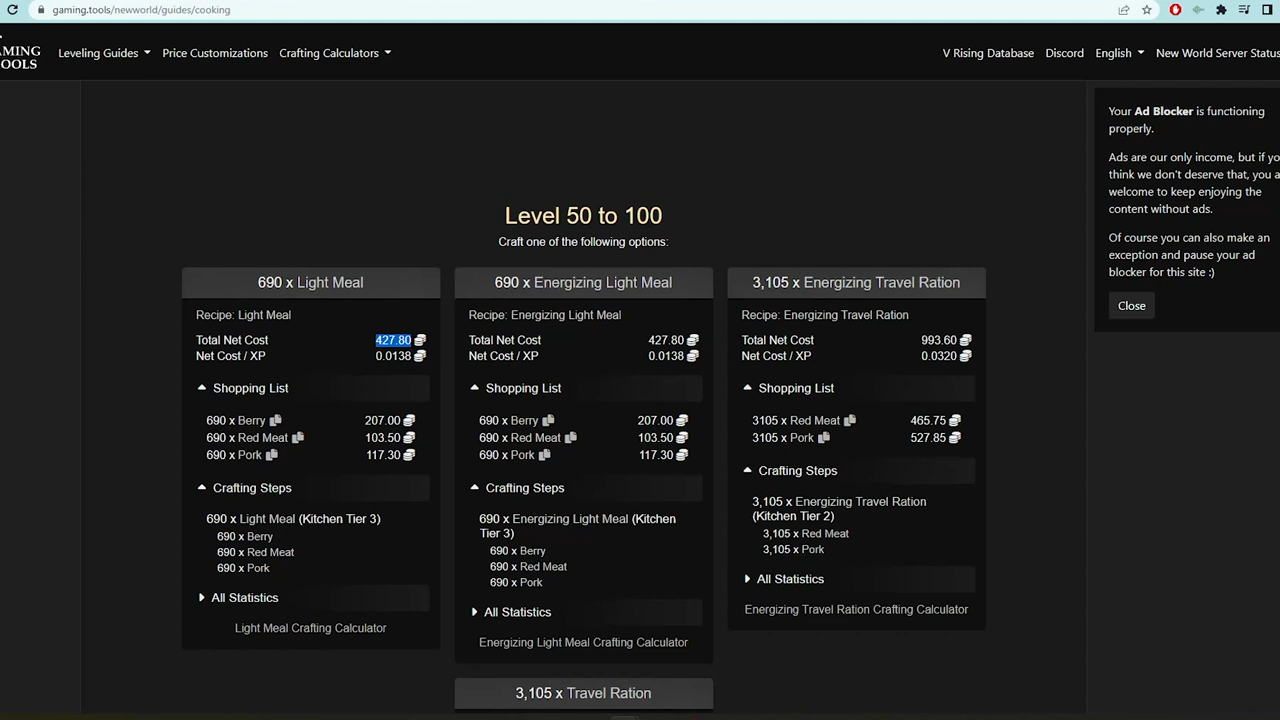 gaming.tools/newworld/guides/cooking
AMING
OOLS
Leveling Guides
Price Customizations
Crafting Calculators
V Rising Database
Discord
English
New World Server Status
Your Ad Blocker is functioning
properly.
Ads are our only income, but if yo
think we don't deserve that, you a
welcome to keep enjoying the
content without ads.
Of course you can also make an
exception and pause your ad
blocker for this site :)
Close
Level 50 to 100
Craft one of the following options:
690 x Light Meal
Recipe: Light Meal
Total Net Cost 427.80
Net Cost / XP 0.0138
Shopping List
690 x Berry 207.00
690 x Red Meat 103.50
690 x Pork 117.30
Crafting Steps
690 x Light Meal (Kitchen Tier 3)
690 x Berry
690 x Red Meat
690 x Pork
All Statistics
Light Meal Crafting Calculator
690 x Energizing Light Meal
Recipe: Energizing Light Meal
Total Net Cost 427.80
Net Cost / XP 0.0138
Shopping List
690 x Berry 207.00
690 x Red Meat 103.50
690 x Pork 117.30
Crafting Steps
690 x Energizing Light Meal (Kitchen
Tier 3)
690 x Berry
690 x Red Meat
690 x Pork
All Statistics
Energizing Light Meal Crafting Calculator
3,105 x Energizing Travel Ration
Recipe: Energizing Travel Ration
Total Net Cost 993.60
Net Cost / XP 0.0320
Shopping List
3105 x Red Meat 465.75
3105 x Pork 527.85
Crafting Steps
3,105 x Energizing Travel Ration
(Kitchen Tier 2)
3,105 x Red Meat
3,105 x Pork
All Statistics
Energizing Travel Ration Crafting Calculator
3,105 x Travel Ration